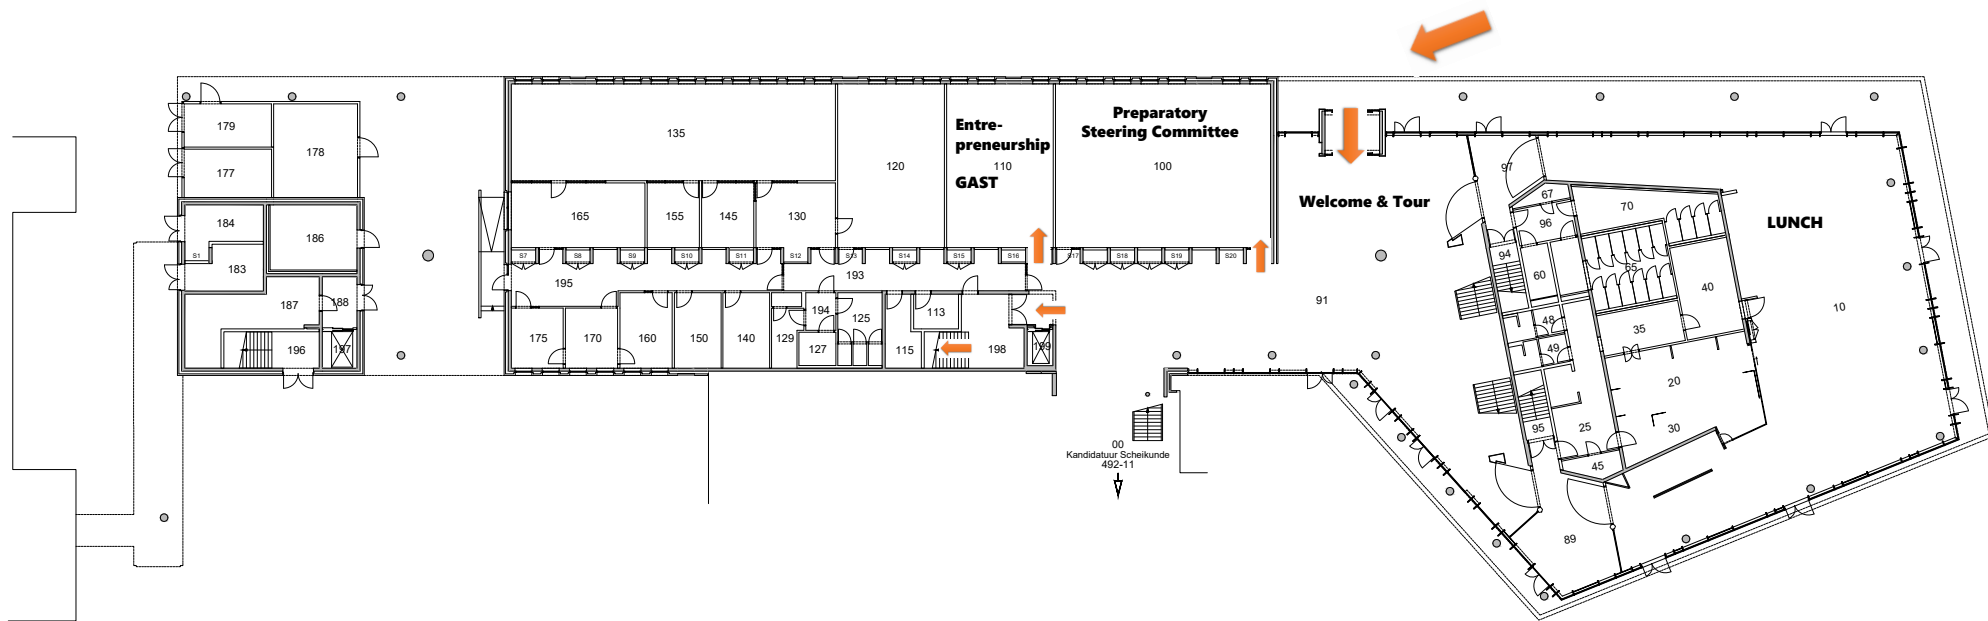 179
177
178
184
S1
183
186
187
188
196
197
135
120
Entre-
preneurship
110
GAST
Preparatory
Steering Committee
100
165
155
145
130
S7
S8
S9
S10
S11
S12
S13
S14
S15
S16
S17
S18
S19
S20
195
193
175
170
160
150
140
129
194
127
125
113
115
198
199
Welcome & Tour
91
00
Kandidatuur Scheikunde
492-11
97
67
96
70
94
60
65
40
48
49
35
20
30
95
25
45
89
LUNCH
10